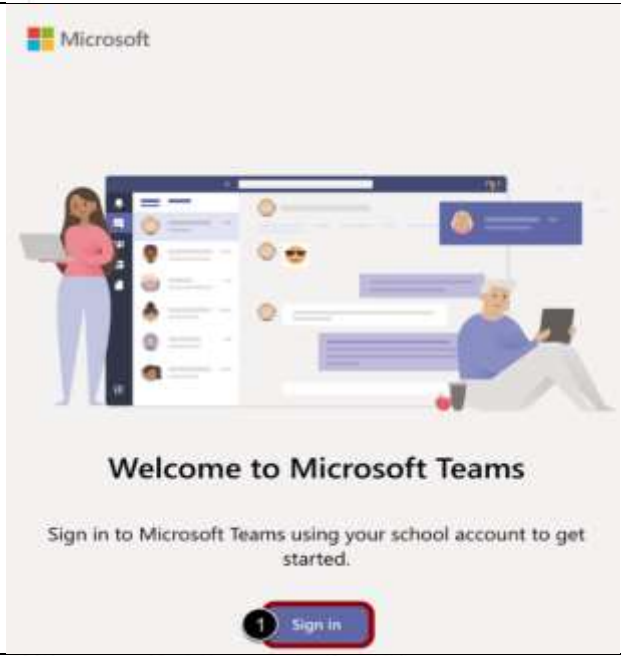 Microsoft
Welcome to Microsoft Teams
Sign in to Microsoft Teams using your school account to get
started.
1 Sign in